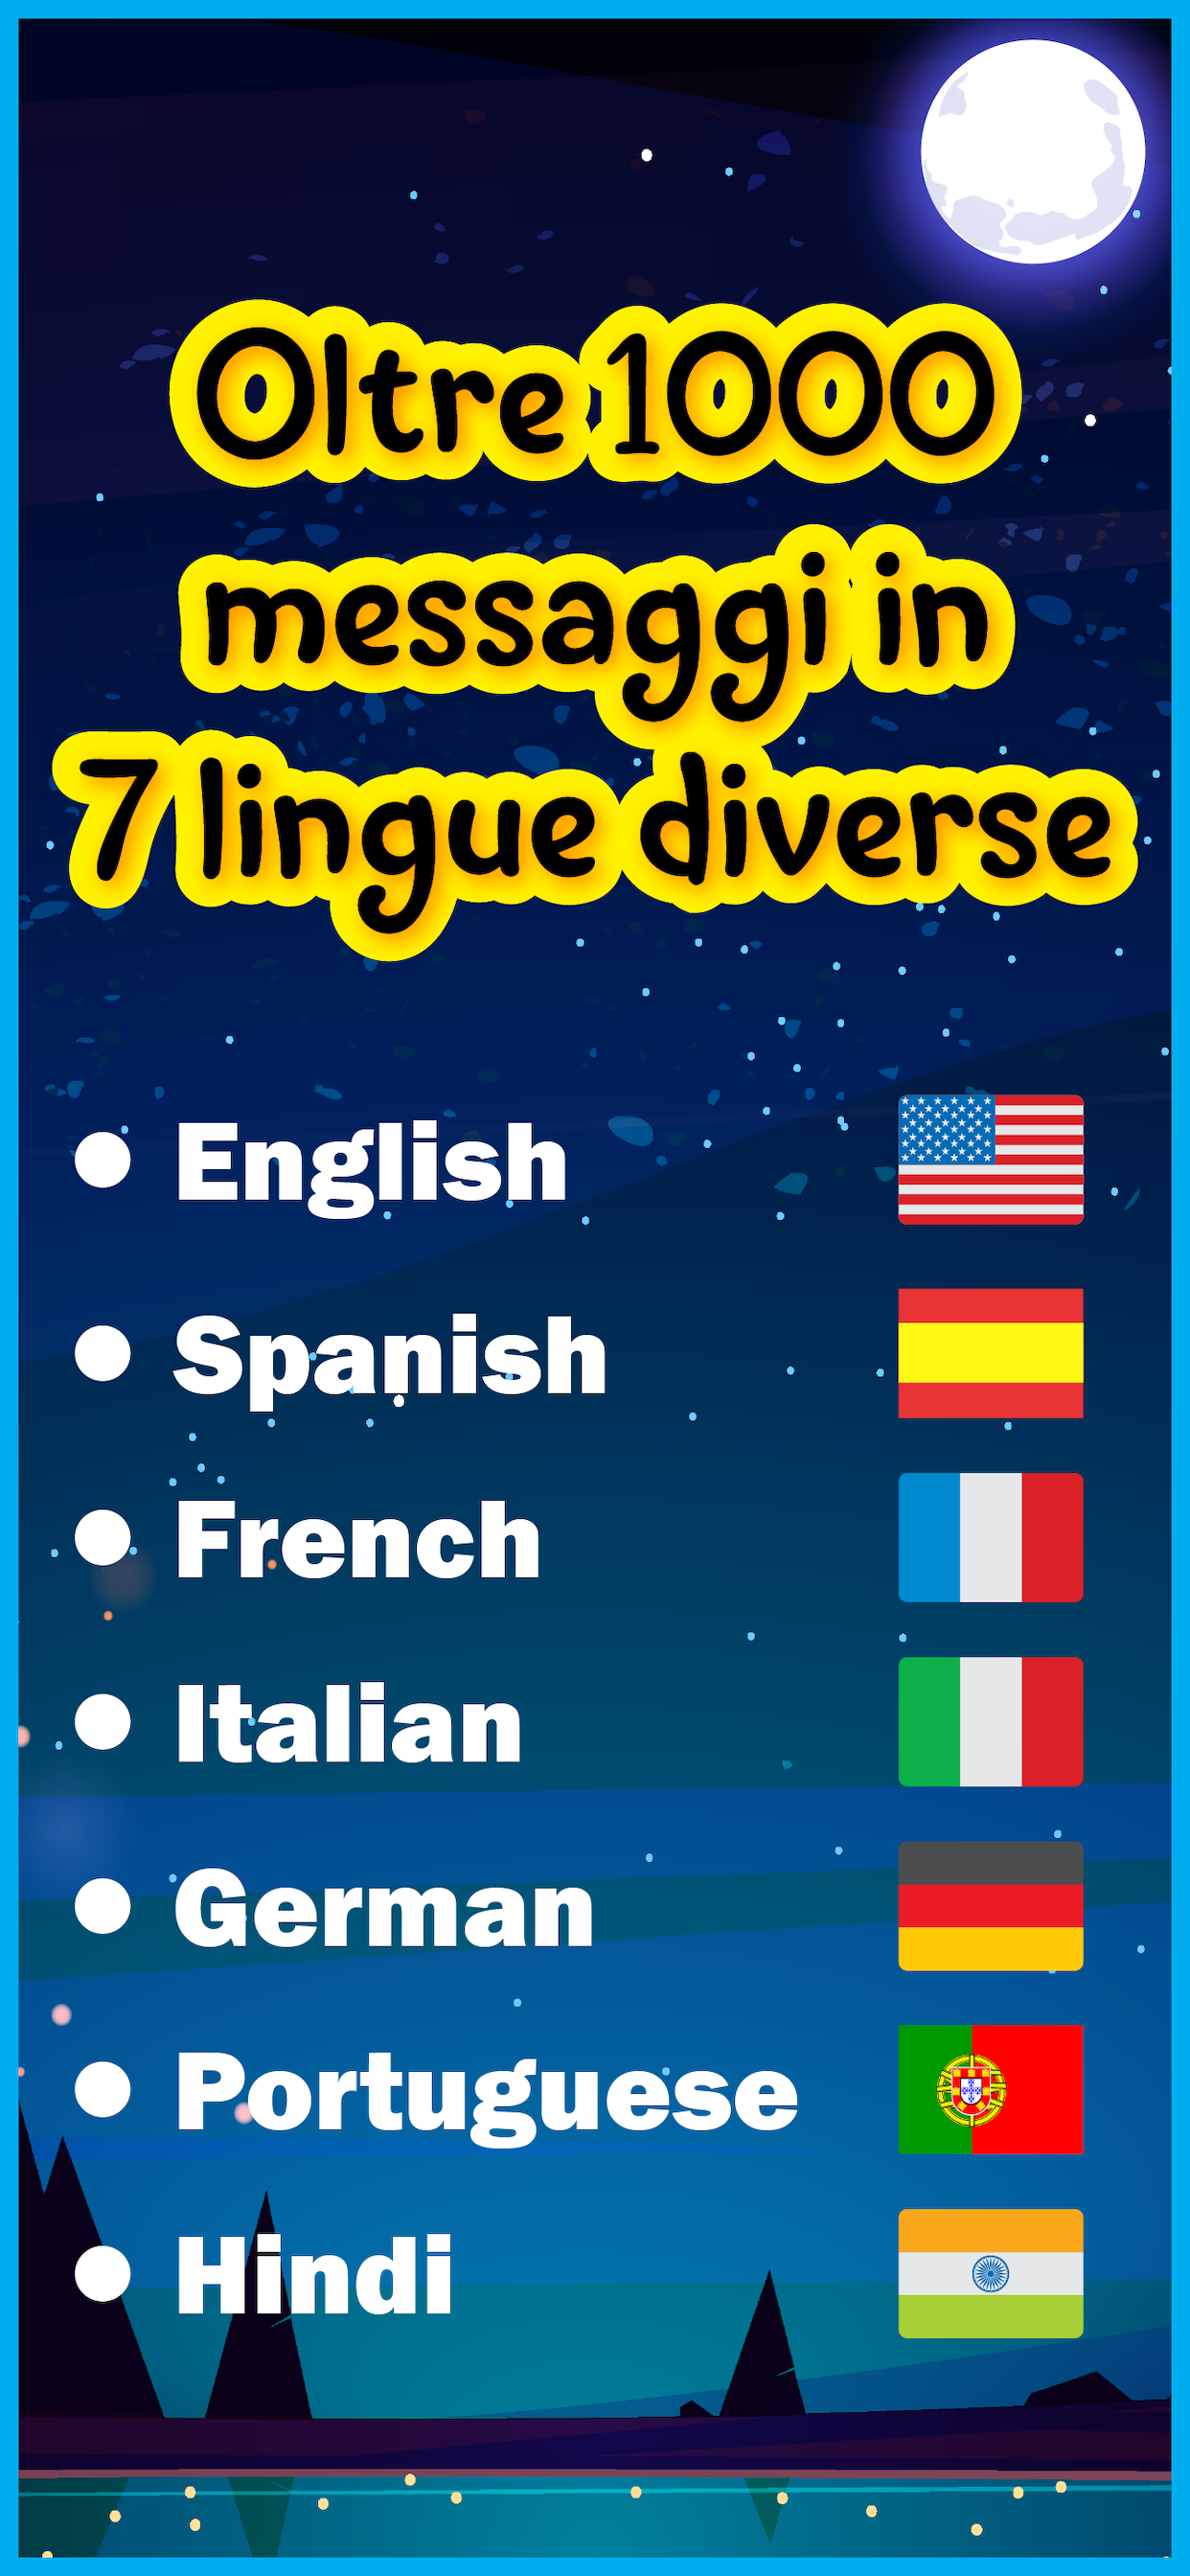 Oltre 1000
messaggi in
7 lingue diverse
● English
● Spanish
● French
● Italian
● German
● Portuguese
● Hindi